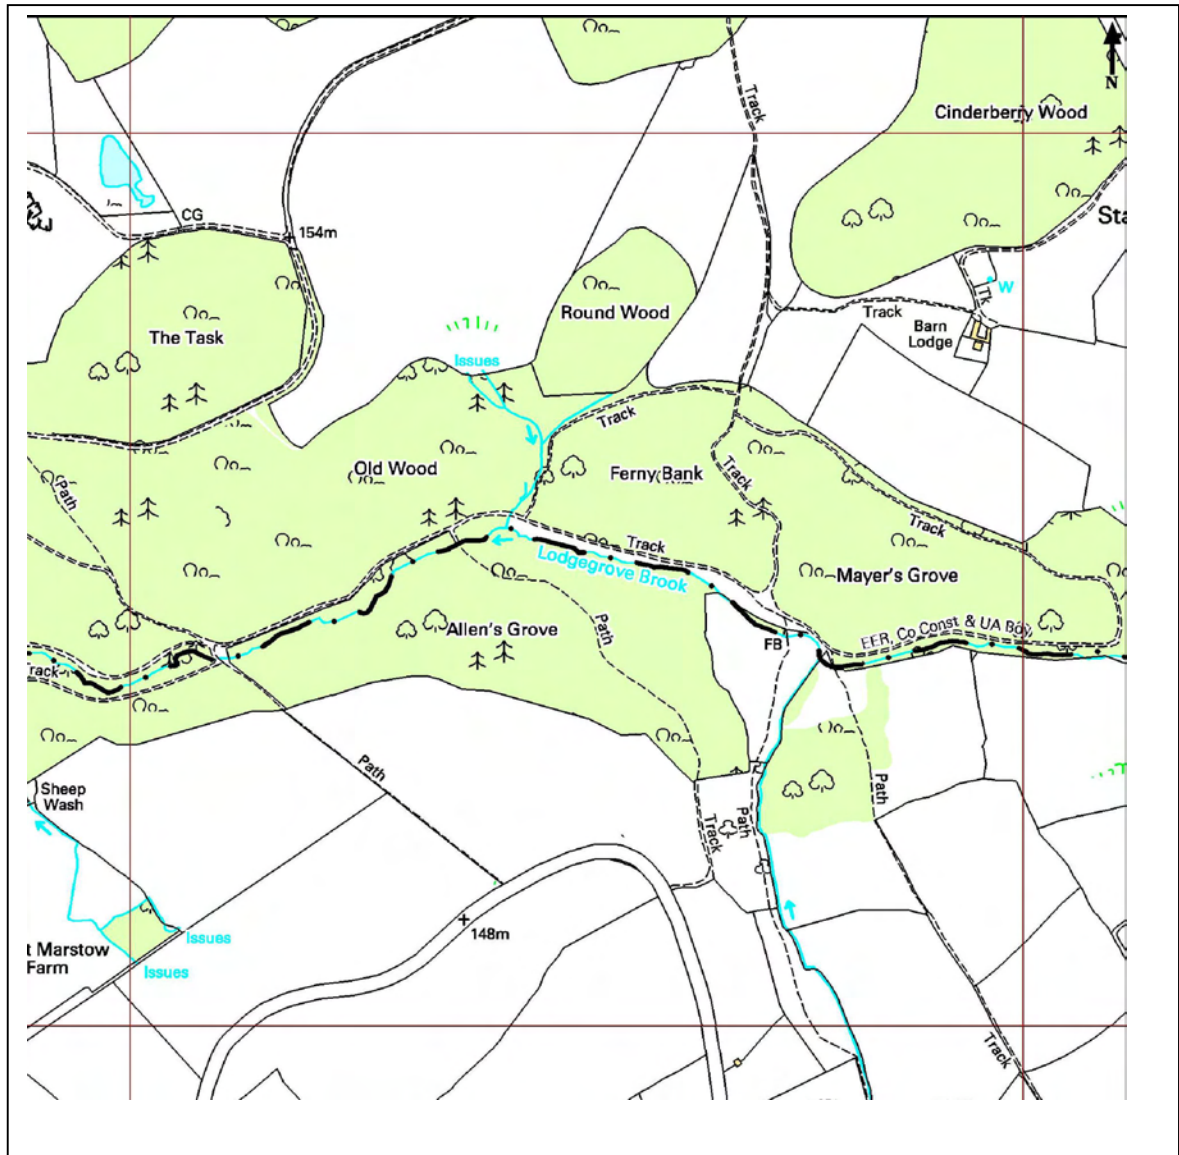 N
Track
Cinderberry Wood
CG
154m
Sta
W
Tk
Round Wood
Track
Barn
Lodge
The Task
Issues
Track
Path
Old Wood
Ferny Bank
Track
Track
Track
Lodgegrove Brook
Mayer's Grove
Allen's Grove
Path
FB
EER, Co Const & UA Bdy
Track
Path
Sheep
Wash
Path
Track
Path
148m
Issues
t Marstow
Farm
Issues
Track